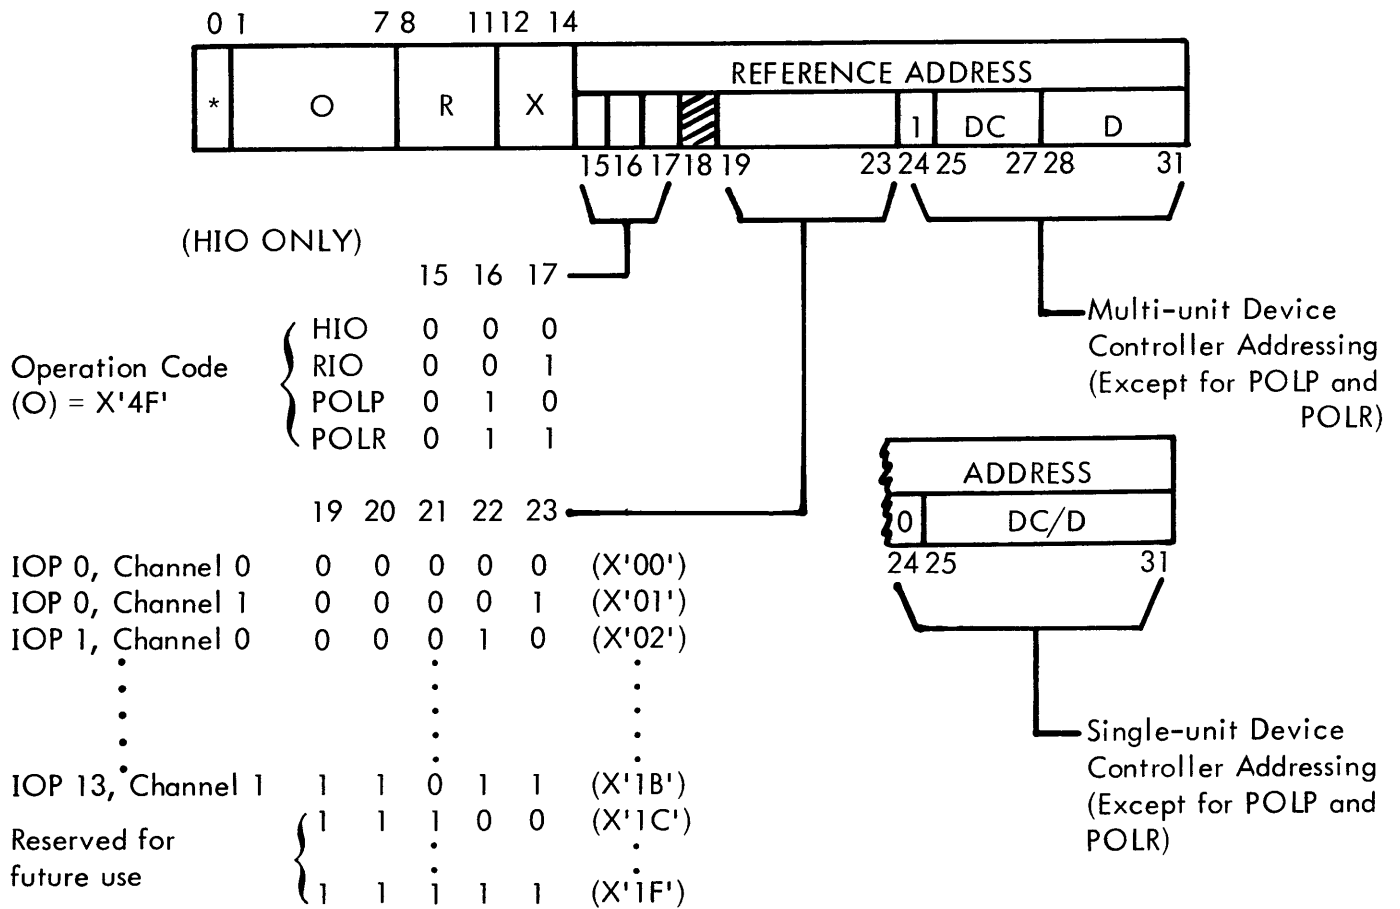 0 1 7 8 11 12 14
REFERENCE ADDRESS
* O R X 1 DC D
15 16 17 18 19 23 24 25 27 28 31
(HIO ONLY)
15 16 17
HIO 0 0 0
RIO 0 0 1
POLP 0 1 0
POLR 0 1 1
Operation Code
(O) = X'4F'
Multi-unit Device
Controller Addressing
(Except for POLP and
POLR)
ADDRESS
0 DC/D
24 25 31
19 20 21 22 23
IOP 0, Channel 0 0 0 0 0 0 (X'00')
IOP 0, Channel 1 0 0 0 0 1 (X'01')
IOP 1, Channel 0 0 0 0 1 0 (X'02')
IOP 13, Channel 1 1 1 0 1 1 (X'1B')
1 1 1 0 0 (X'1C')
Reserved for
future use
1 1 1 1 1 (X'1F')
Single-unit Device
Controller Addressing
(Except for POLP and
POLR)